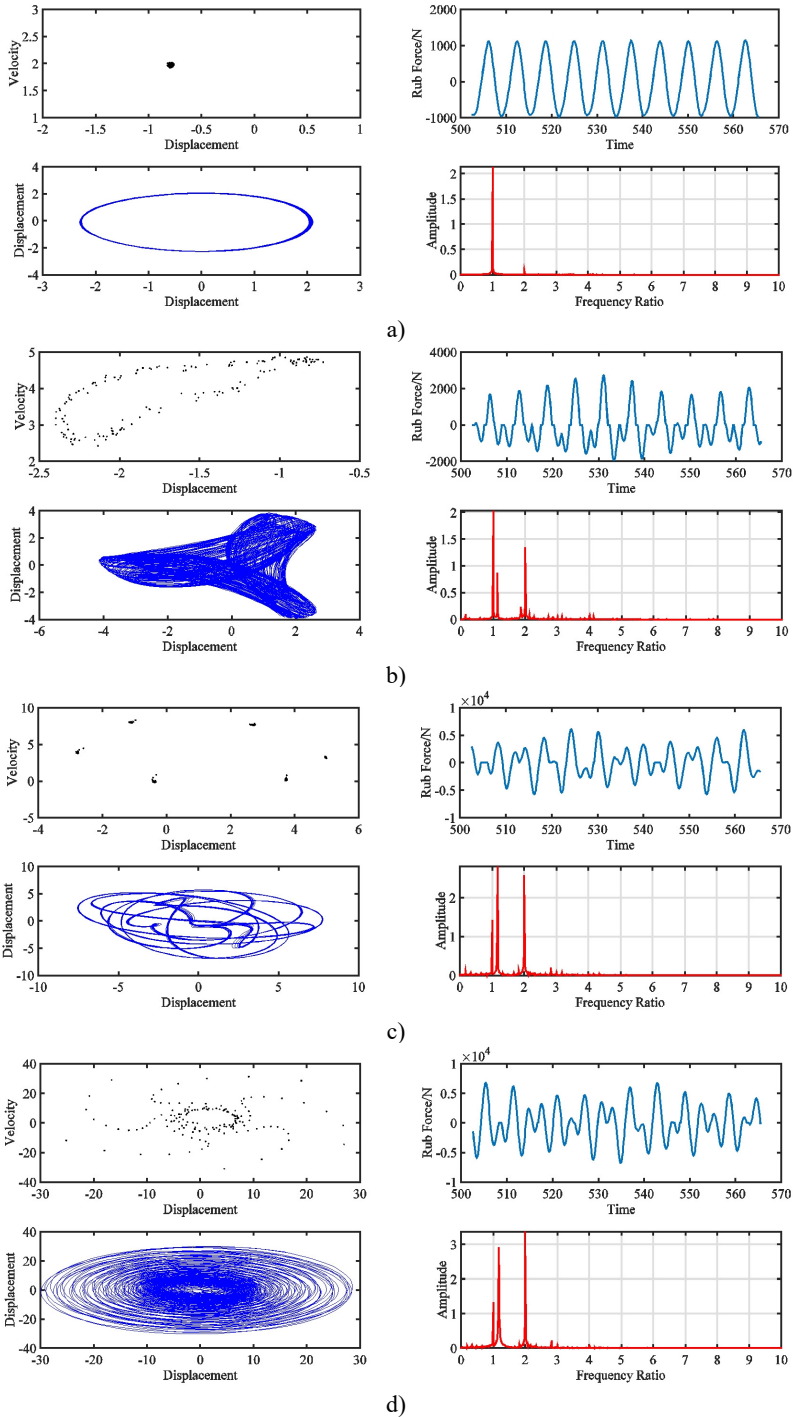 3
2.5
2
1.5
1
-2 -1.5 -1 -0.5 0 0.5 1
Velocity
Displacement
2000
1000
0
-1000
500 510 520 530 540 550 560 570
Rub Force/N
Time
4
2
0
-2
-4
-3 -2 -1 0 1 2 3
Displacement
Displacement
2
1.5
1
0.5
0
0 1 2 3 4 5 6 7 8 9 10
Amplitude
Frequency Ratio
a)
5
4
3
2
-2.5 -2 -1.5 -1 -0.5
Velocity
Displacement
4000
2000
0
-2000
500 510 520 530 540 550 560 570
Rub Force/N
Time
4
2
0
-2
-4
-6 -4 -2 0 2 4
Displacement
Displacement
2
1.5
1
0.5
0
0 1 2 3 4 5 6 7 8 9 10
Amplitude
Frequency Ratio
b)
10
5
0
-5
-4 -2 0 2 4 6
Velocity
Displacement
×10⁴
1
0.5
0
-0.5
-1
500 510 520 530 540 550 560 570
Rub Force/N
Time
10
5
0
-5
-10
-10 -5 0 5 10
Displacement
Displacement
2
1
0
0 1 2 3 4 5 6 7 8 9 10
Amplitude
Frequency Ratio
c)
40
20
0
-20
-40
-30 -20 -10 0 10 20 30
Velocity
Displacement
×10⁴
1
0.5
0
-0.5
-1
500 510 520 530 540 550 560 570
Rub Force/N
Time
40
20
0
-20
-40
-30 -20 -10 0 10 20 30
Displacement
Displacement
3
2
1
0
0 1 2 3 4 5 6 7 8 9 10
Amplitude
Frequency Ratio
d)